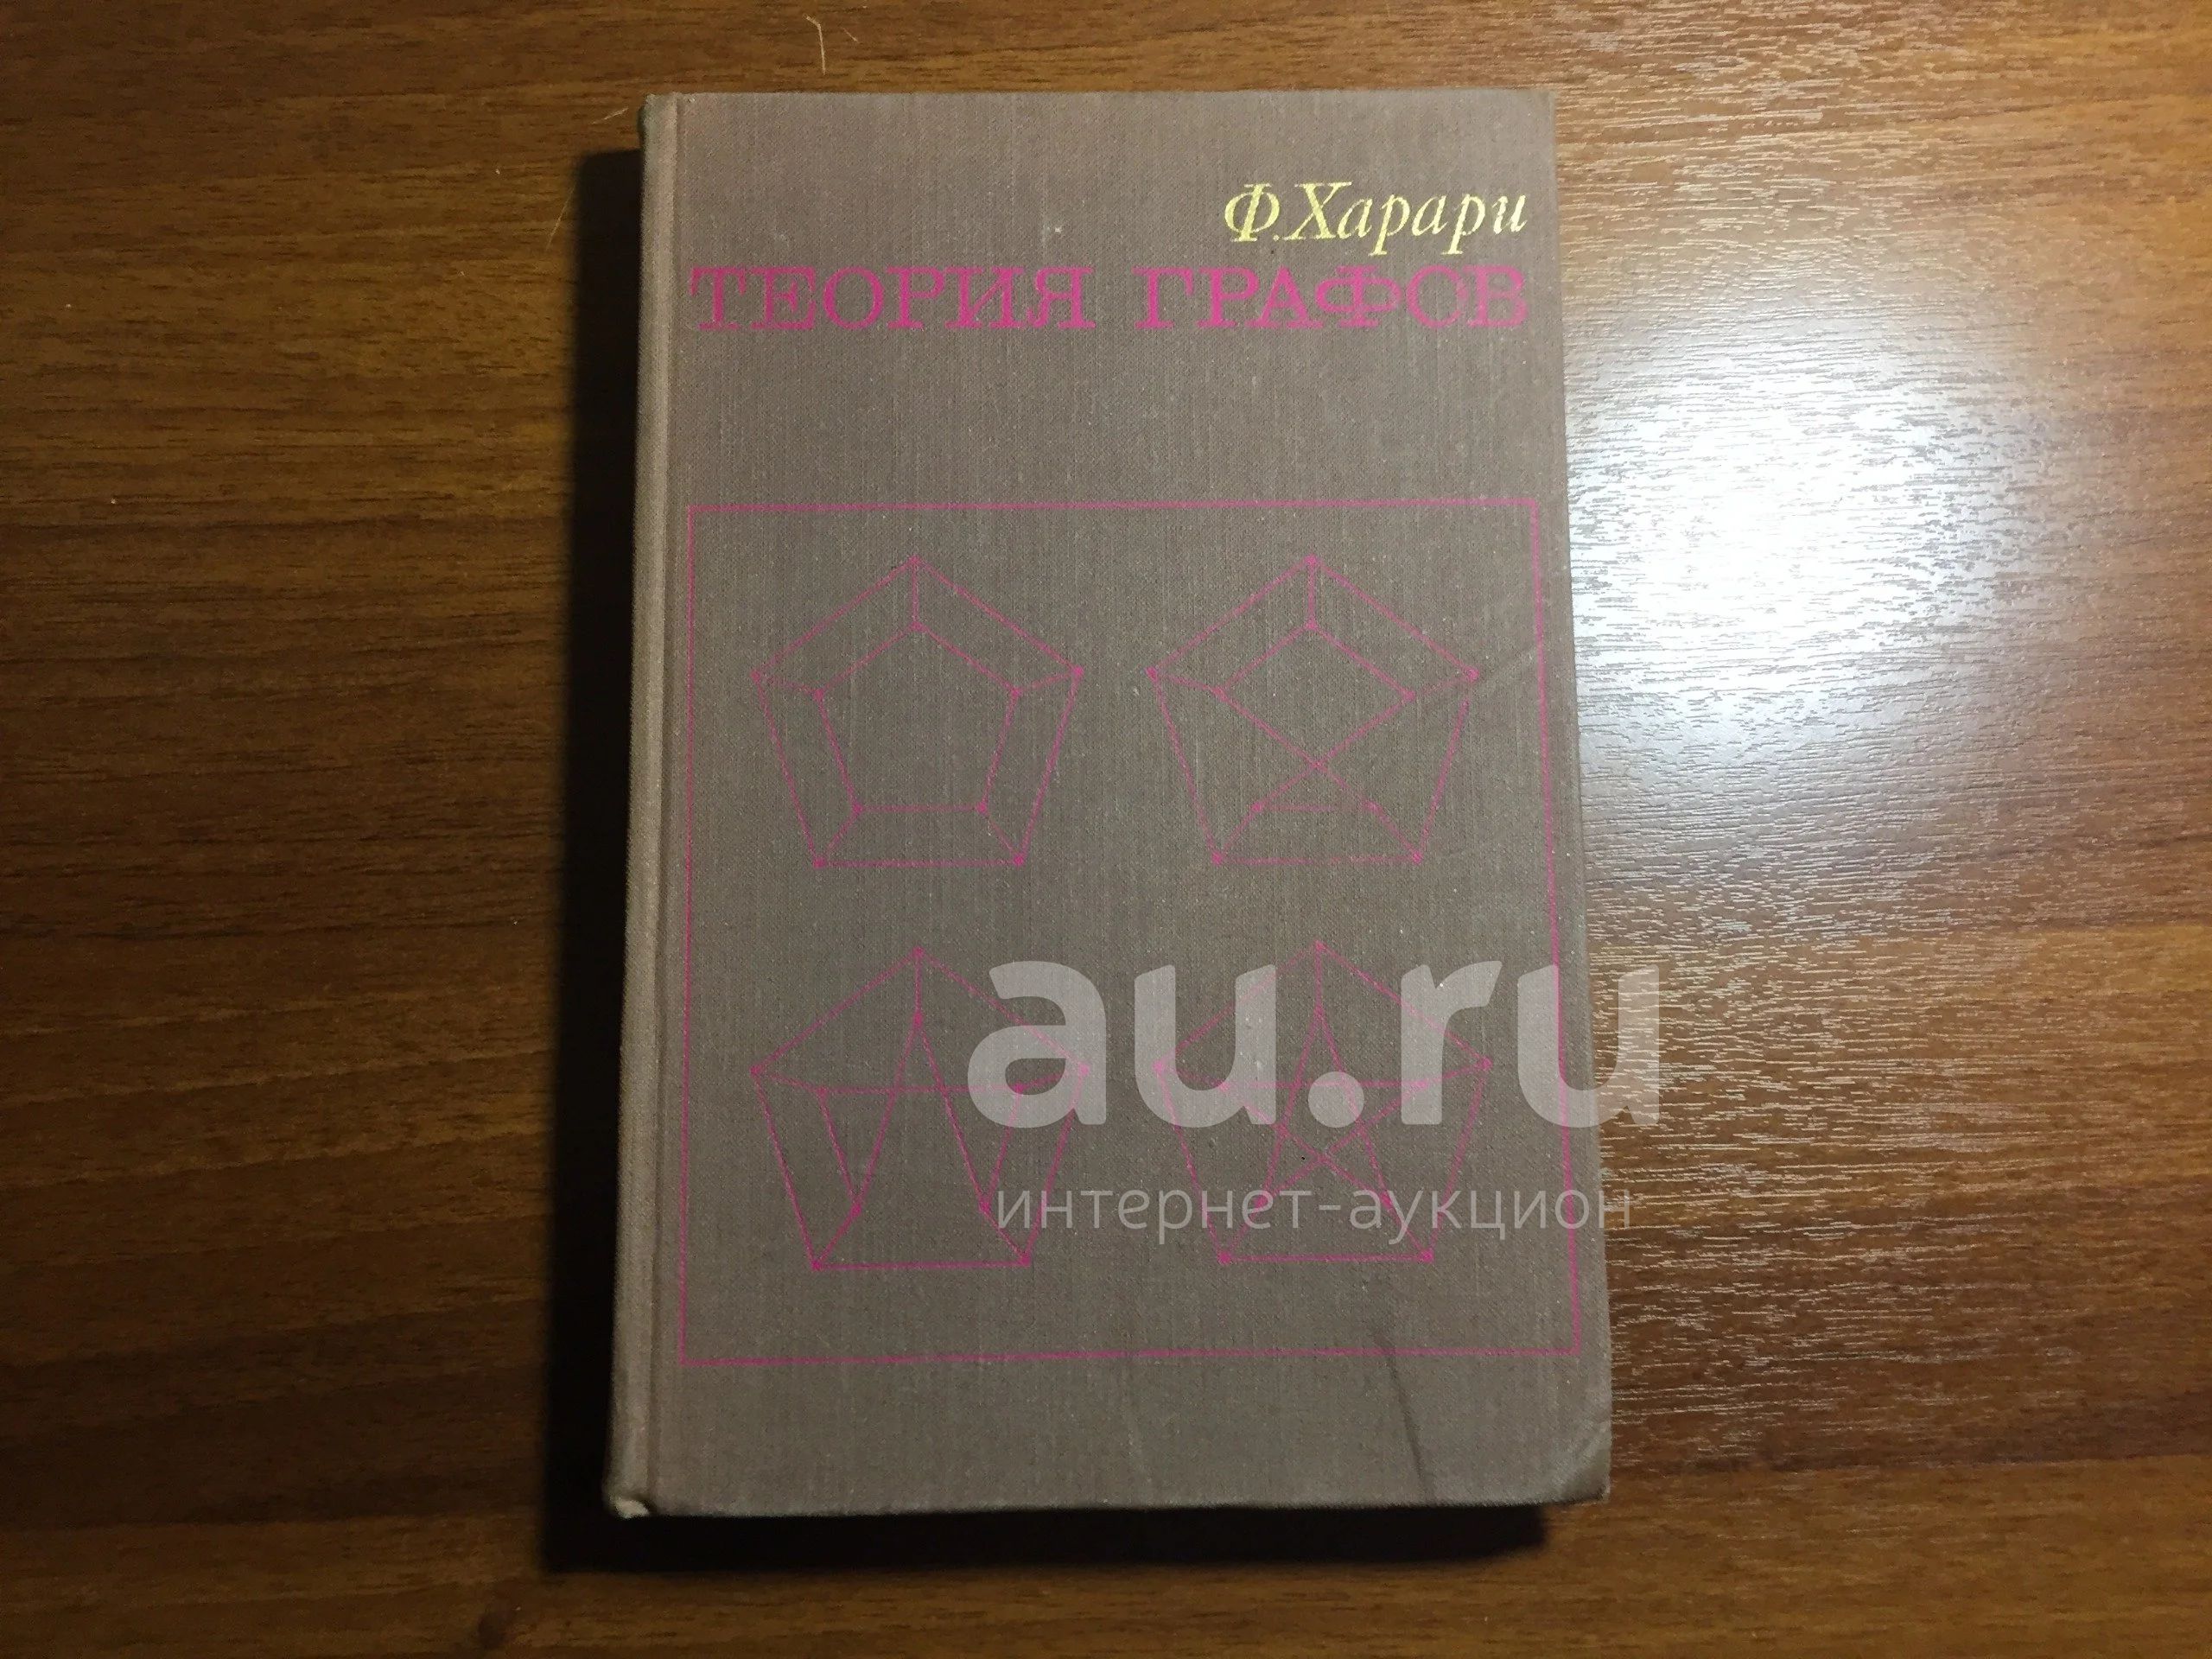 Ф. Харари
ТЕОРИЯ ГРАФОВ
au.ru
интернет-аукцион